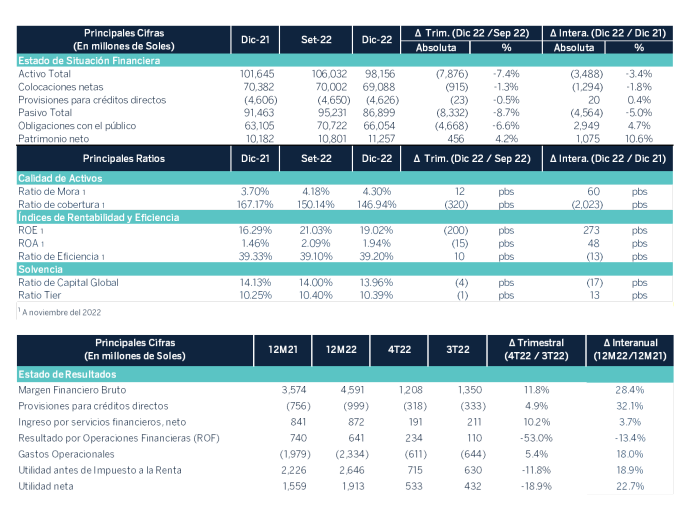 Principales Cifras
(En millones de Soles) Dic-21 Set-22 Dic-22 Δ Trim. (Dic 22 /Sep 22) Δ Intera. (Dic 22 / Dic 21)
Absoluta % Absoluta %
Estado de Situación Financiera
Activo Total 101,645 106,032 98,156 (7,876) -7.4% (3,488) -3.4%
Colocaciones netas 70,382 70,002 69,088 (915) -1.3% (1,294) -1.8%
Provisiones para créditos directos (4,606) (4,650) (4,626) (23) -0.5% 20 0.4%
Pasivo Total 91,463 95,231 86,899 (8,332) -8.7% (4,564) -5.0%
Obligaciones con el público 63,105 70,722 66,054 (4,668) -6.6% 2,949 4.7%
Patrimonio neto 10,182 10,801 11,257 456 4.2% 1,075 10.6%
Principales Ratios Dic-21 Set-22 Dic-22 Δ Trim. (Dic 22 / Sep 22) Δ Intera. (Dic 22 / Dic 21)
Calidad de Activos
Ratio de Mora 1 3.70% 4.18% 4.30% 12 pbs 60 pbs
Ratio de cobertura 1 167.17% 150.14% 146.94% (320) pbs (2,023) pbs
Índices de Rentabilidad y Eficiencia
ROE 1 16.29% 21.03% 19.02% (200) pbs 273 pbs
ROA 1 1.46% 2.09% 1.94% (15) pbs 48 pbs
Ratio de Eficiencia 1 39.33% 39.10% 39.20% 10 pbs (13) pbs
Solvencia
Ratio de Capital Global 14.13% 14.00% 13.96% (4) pbs (17) pbs
Ratio Tier 10.25% 10.40% 10.39% (1) pbs 13 pbs
1 A noviembre del 2022
Principales Cifras
(En millones de Soles) 12M21 12M22 4T22 3T22 Δ Trimestral
(4T22 / 3T22) Δ Interanual
(12M22/12M21)
Estado de Resultados
Margen Financiero Bruto 3,574 4,591 1,208 1,350 11.8% 28.4%
Provisiones para créditos directos (756) (999) (318) (333) 4.9% 32.1%
Ingreso por servicios financieros, neto 841 872 191 211 10.2% 3.7%
Resultado por Operaciones Financieras (ROF) 740 641 234 110 -53.0% -13.4%
Gastos Operacionales (1,979) (2,334) (611) (644) 5.4% 18.0%
Utilidad antes de Impuesto a la Renta 2,226 2,646 715 630 -11.8% 18.9%
Utilidad neta 1,559 1,913 533 432 -18.9% 22.7%